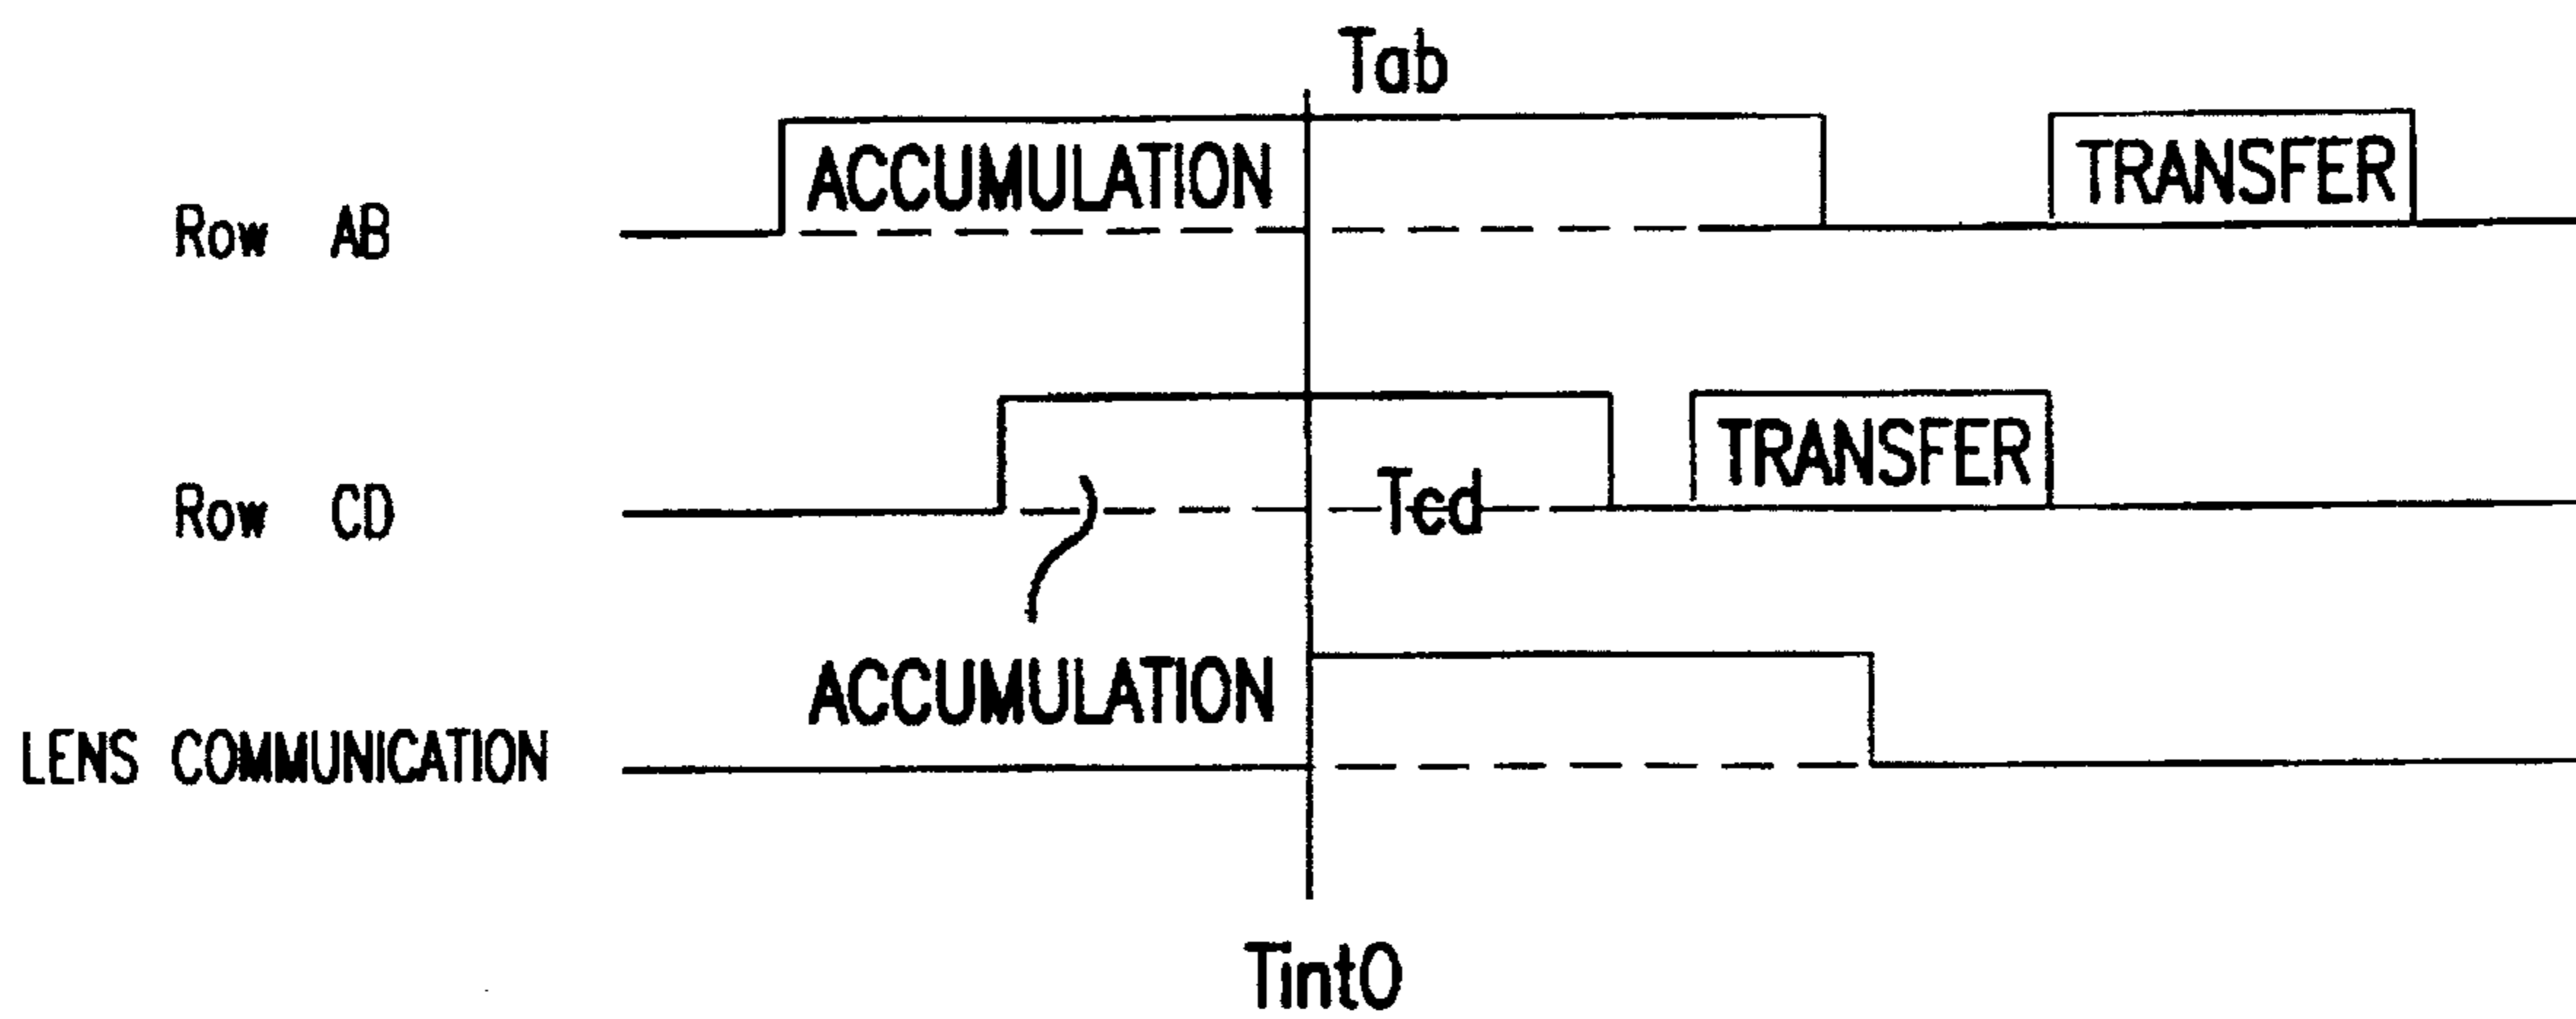 Tab
Row AB
ACCUMULATION
TRANSFER
Row CD
Tcd
TRANSFER
ACCUMULATION
LENS COMMUNICATION
Tint0